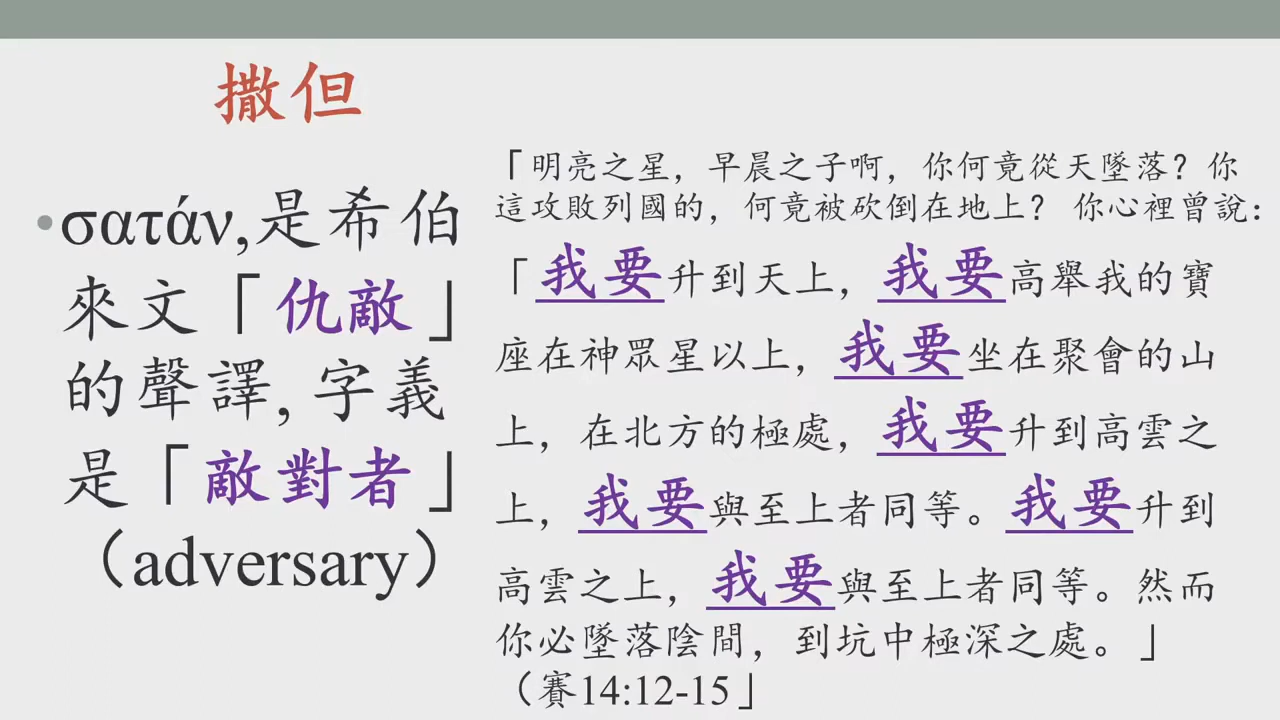 撒但
•σατάν,是希伯
來文「仇敵」
的聲譯,字義
是「敵對者」
（adversary）
「明亮之星，早晨之子啊，你何竟從天墜落？你
這攻敗列國的，何竟被砍倒在地上？ 你心裡曾說：
「我要升到天上，我要高舉我的寶
座在神眾星以上，我要坐在聚會的山
上，在北方的極處，我要升到高雲之
上，我要與至上者同等。我要升到
高雲之上，我要與至上者同等。然而
你必墜落陰間，到坑中極深之處。」
（賽14:12-15」